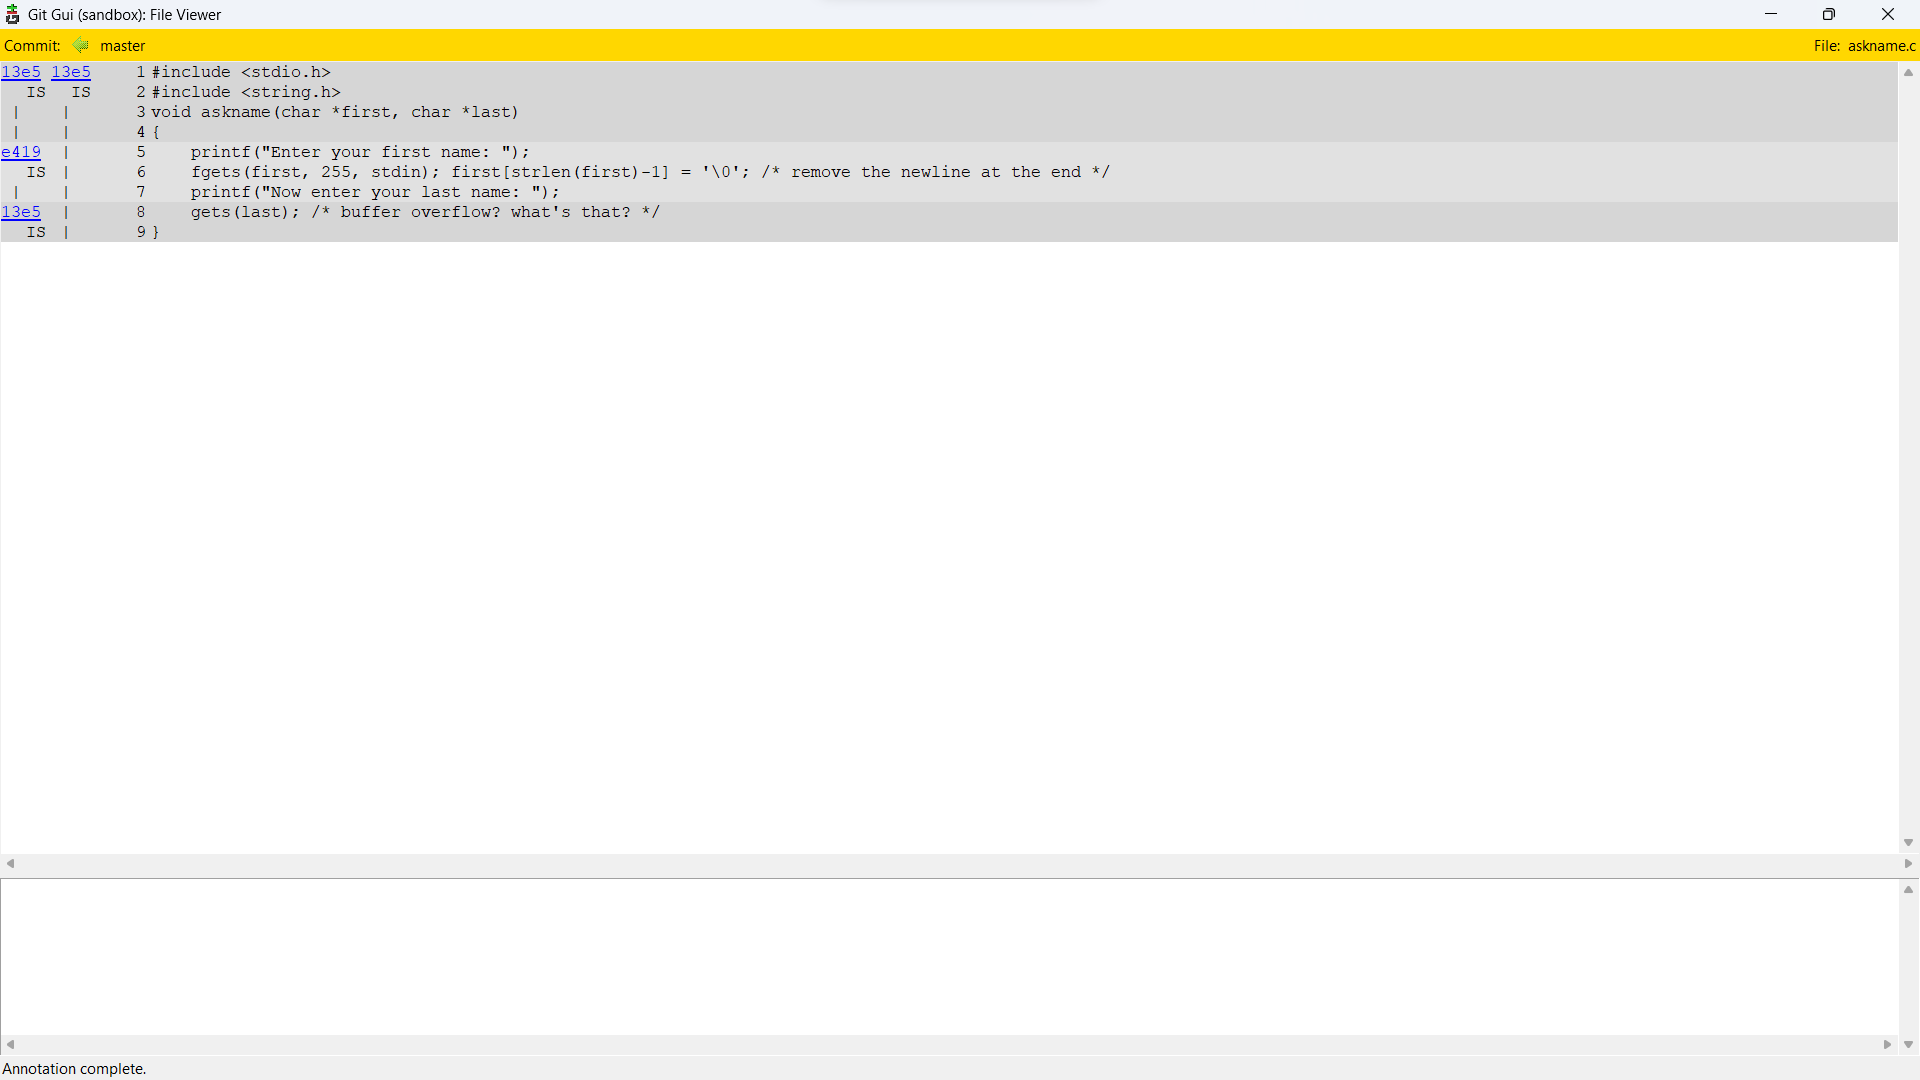 Git Gui (sandbox): File Viewer
Commit: master File: askname.c
13e5 13e5 1 #include <stdio.h>
IS IS 2 #include <string.h>
| | 3 void askname(char *first, char *last)
| | 4 {
e419 | 5     printf("Enter your first name: ");
IS | 6     fgets(first, 255, stdin); first[strlen(first)-1] = '\0'; /* remove the newline at the end */
| | 7     printf("Now enter your last name: ");
13e5 | 8     gets(last); /* buffer overflow? what's that? */
IS | 9 }
Annotation complete.